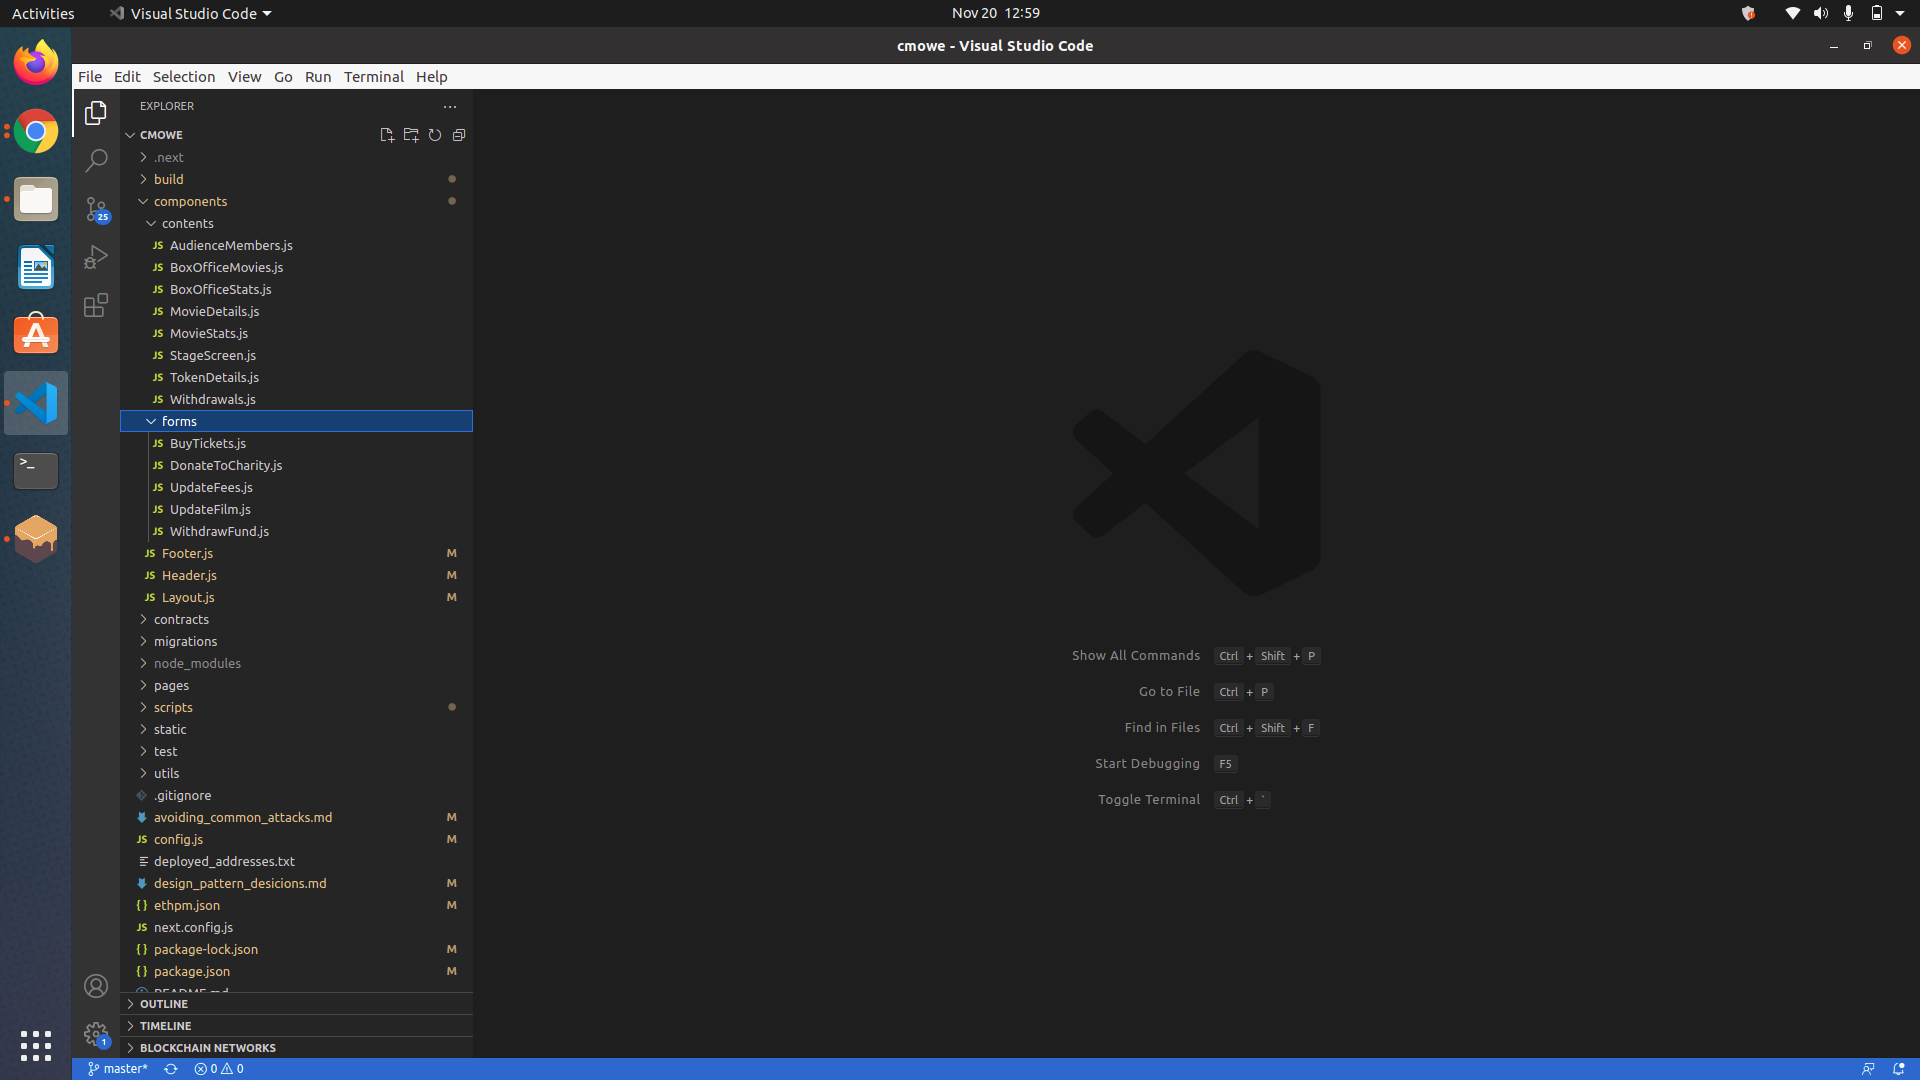 Activities
Visual Studio Code
Nov 20 12:59
cmowe - Visual Studio Code
File Edit Selection View Go Run Terminal Help
EXPLORER
CMOWE
.next
build
components
contents
JS AudienceMembers.js
JS BoxOfficeMovies.js
JS BoxOfficeStats.js
JS MovieDetails.js
JS MovieStats.js
JS StageScreen.js
JS TokenDetails.js
JS Withdrawals.js
forms
JS BuyTickets.js
JS DonateToCharity.js
JS UpdateFees.js
JS UpdateFilm.js
JS WithdrawFund.js
JS Footer.js M
JS Header.js M
JS Layout.js M
contracts
migrations
node_modules
pages
scripts
static
test
utils
.gitignore
avoiding_common_attacks.md M
JS config.js M
deployed_addresses.txt
design_pattern_desicions.md M
{} ethpm.json M
JS next.config.js
{} package-lock.json M
{} package.json M
README.md
OUTLINE
TIMELINE
BLOCKCHAIN NETWORKS
25
1
Show All Commands Ctrl + Shift + P
Go to File Ctrl + P
Find in Files Ctrl + Shift + F
Start Debugging F5
Toggle Terminal Ctrl + `
master* 0 0